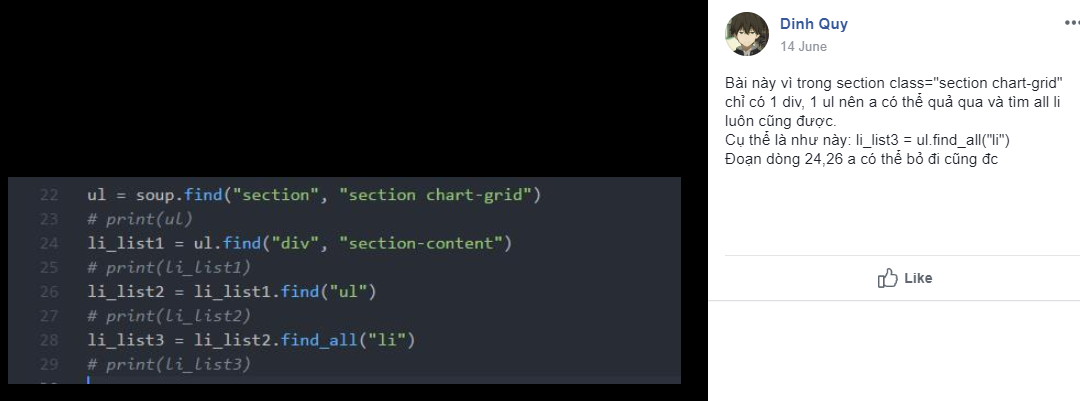 22 ul = soup.find("section", "section chart-grid")
23 # print(ul)
24 li_list1 = ul.find("div", "section-content")
25 # print(li_list1)
26 li_list2 = li_list1.find("ul")
27 # print(li_list2)
28 li_list3 = li_list2.find_all("li")
29 # print(li_list3)
Dinh Quy
14 June
Bài này vì trong section class="section chart-grid"
chỉ có 1 div, 1 ul nên a có thể quả qua và tìm all li
luôn cũng được.
Cụ thể là như này: li_list3 = ul.find_all("li")
Đoạn dòng 24,26 a có thể bỏ đi cũng đc
Like